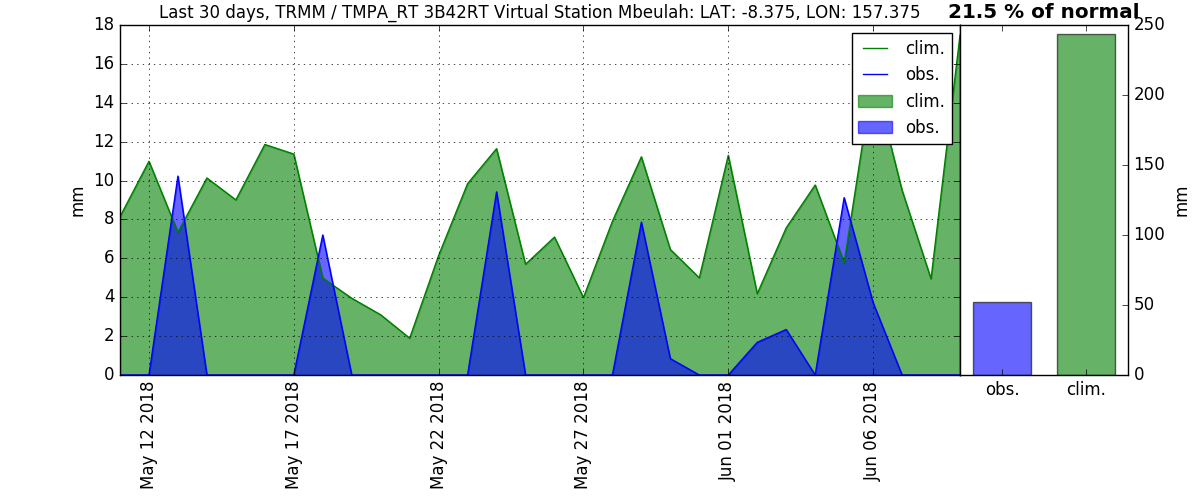 Last 30 days, TRMM / TMPA_RT 3B42RT Virtual Station Mbeulah: LAT: -8.375, LON: 157.375
21.5 % of normal
clim.
obs.
clim.
obs.
mm
18
16
14
12
10
8
6
4
2
0
May 12 2018
May 17 2018
May 22 2018
May 27 2018
Jun 01 2018
Jun 06 2018
250
200
150
100
50
0
mm
obs.
clim.